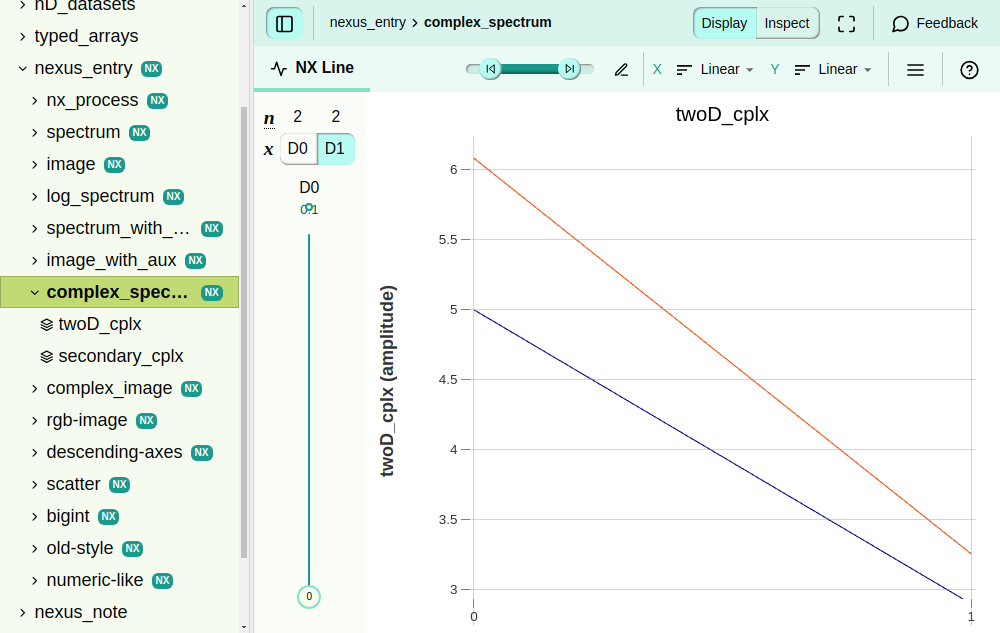 nD_datasets
typed_arrays
nexus_entry NX
nx_process NX
spectrum NX
image NX
log_spectrum NX
spectrum_with_... NX
image_with_aux NX
complex_spec... NX
twoD_cplx
secondary_cplx
complex_image NX
rgb-image NX
descending-axes NX
scatter NX
bigint NX
old-style NX
numeric-like NX
nexus_note
nexus_entry > complex_spectrum
Display
Inspect
Feedback
NX Line
X Linear
Y Linear
n 2 2
x D0 D1
D0
0:1
0
twoD_cplx
twoD_cplx (amplitude)
6
5.5
5
4.5
4
3.5
3
0
1